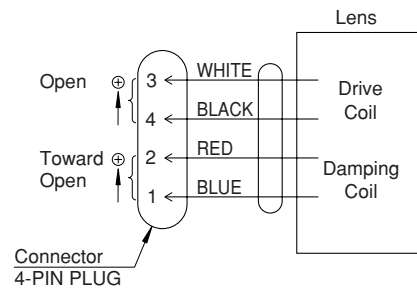 Lens
WHITE
Open ⊕ 3
Drive
Coil
BLACK
4
RED
Toward ⊕ 2
Open
Damping
Coil
BLUE
1
Connector
4-PIN PLUG